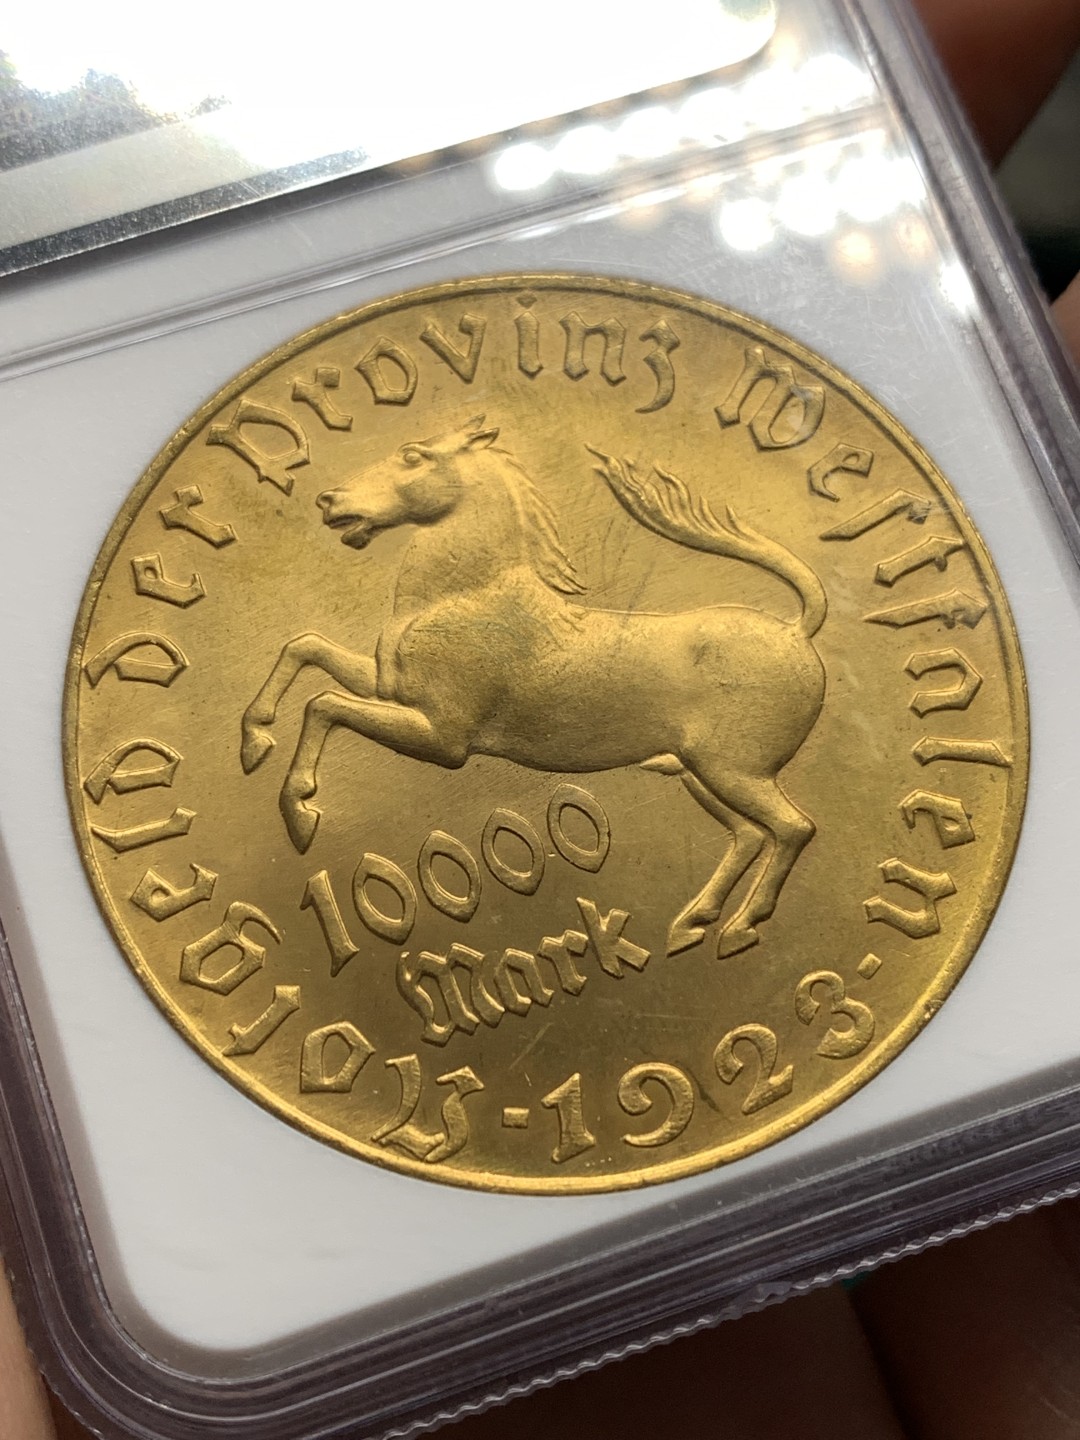 Notgeld der Provinz Westfalen · 1923 ·
10000
Mark